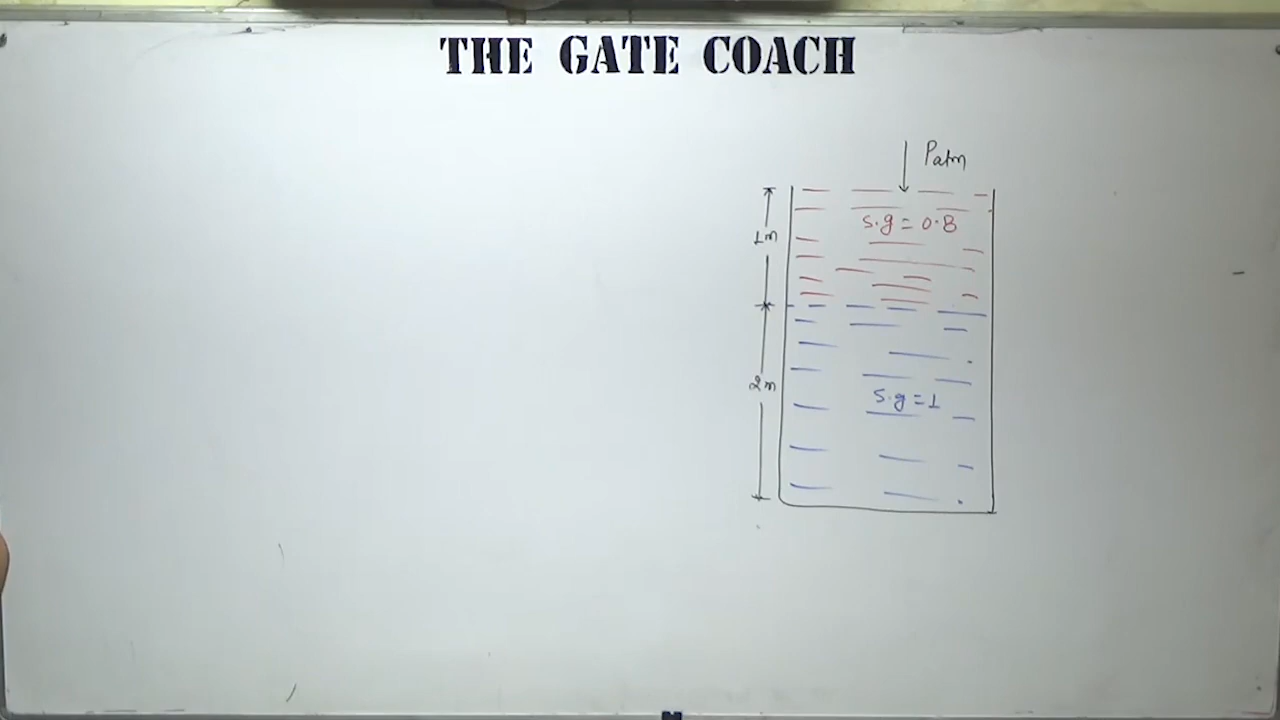 THE GATE COACH
Patm
S.g = 0.8
1m
2m
S.g = 1